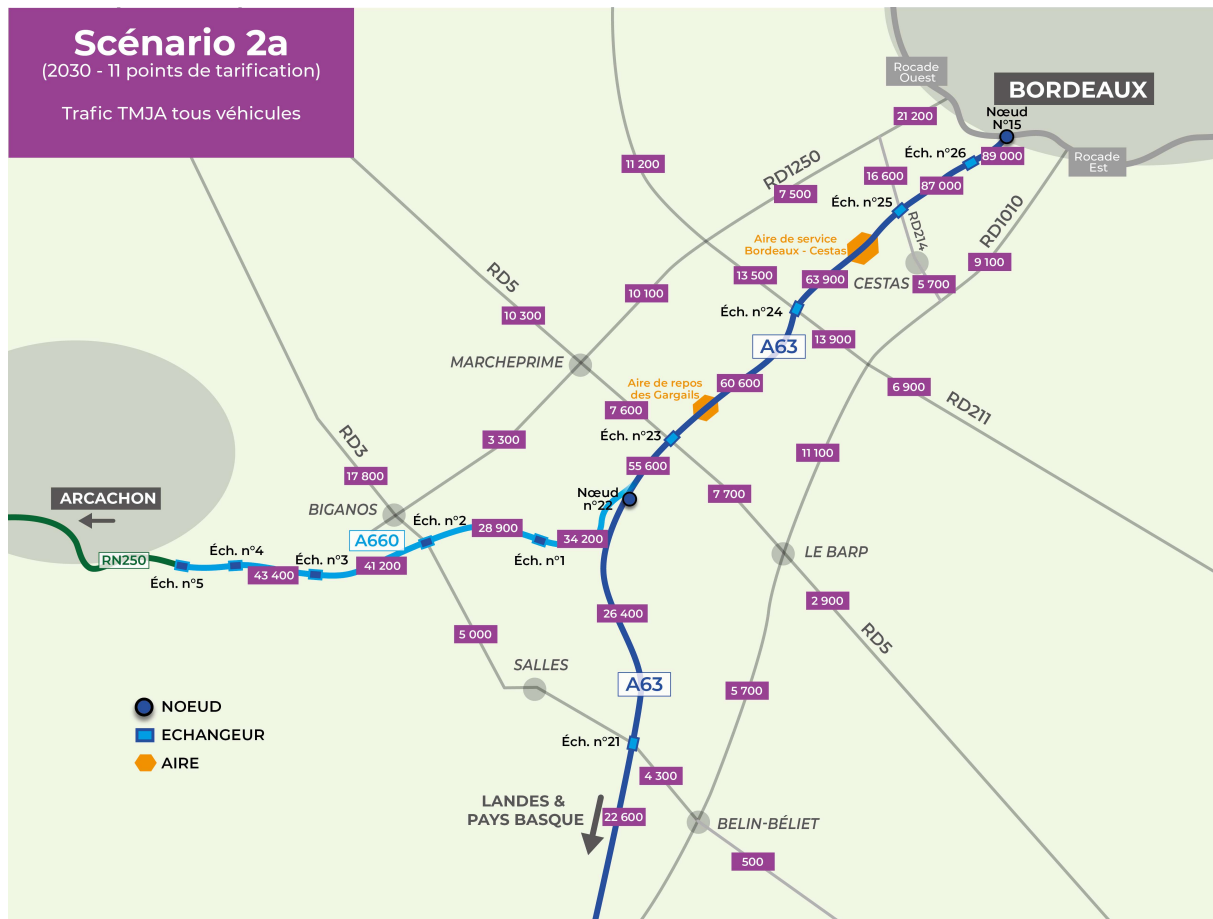 Scénario 2a
(2030 - 11 points de tarification)
Trafic TMJA tous véhicules
Rocade
Ouest
BORDEAUX
Nœud
N°15
21 200
Éch. n°26
89 000
Rocade
Est
11 200
RD1250
16 600
87 000
7 500
Éch. n°25
RD214
RD1010
Aire de service
Bordeaux - Cestas
9 100
13 500
63 900
CESTAS
5 700
RD5
10 100
10 300
Éch. n°24
13 900
A63
MARCHEPRIME
Aire de repos
des Gargails
60 600
6 900
RD211
7 600
Éch. n°23
3 300
RD3
11 100
55 600
17 800
7 700
ARCACHON
Nœud
n°22
BIGANOS
Éch. n°2
28 900
34 200
A660
LE BARP
Éch. n°4
Éch. n°3
Éch. n°1
RN250
41 200
43 400
Éch. n°5
2 900
26 400
RD5
5 000
SALLES
A63
5 700
NOEUD
ECHANGEUR
AIRE
Éch. n°21
4 300
LANDES &
PAYS BASQUE
22 600
BELIN-BÉLIET
500